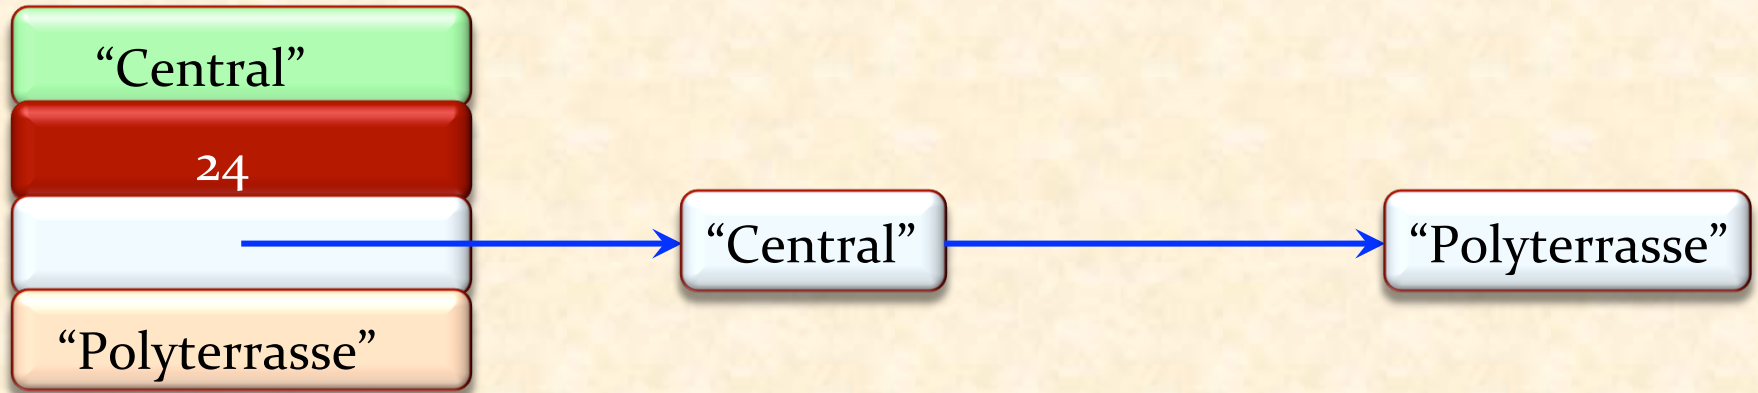 “Central”
24
“Central”
“Polyterrasse”
“Polyterrasse”